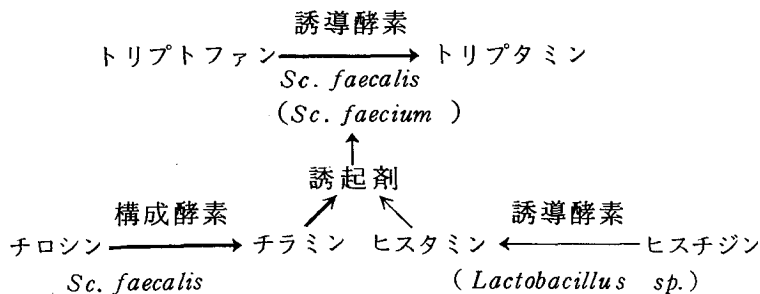 誘導酵素
トリプトファン トリプタミン
Sc. faecalis
(Sc. faecium )
誘起剤
構成酵素 誘導酵素
チロシン チラミン ヒスタミン ヒスチジン
Sc. faecalis (Lactobacillus sp.)